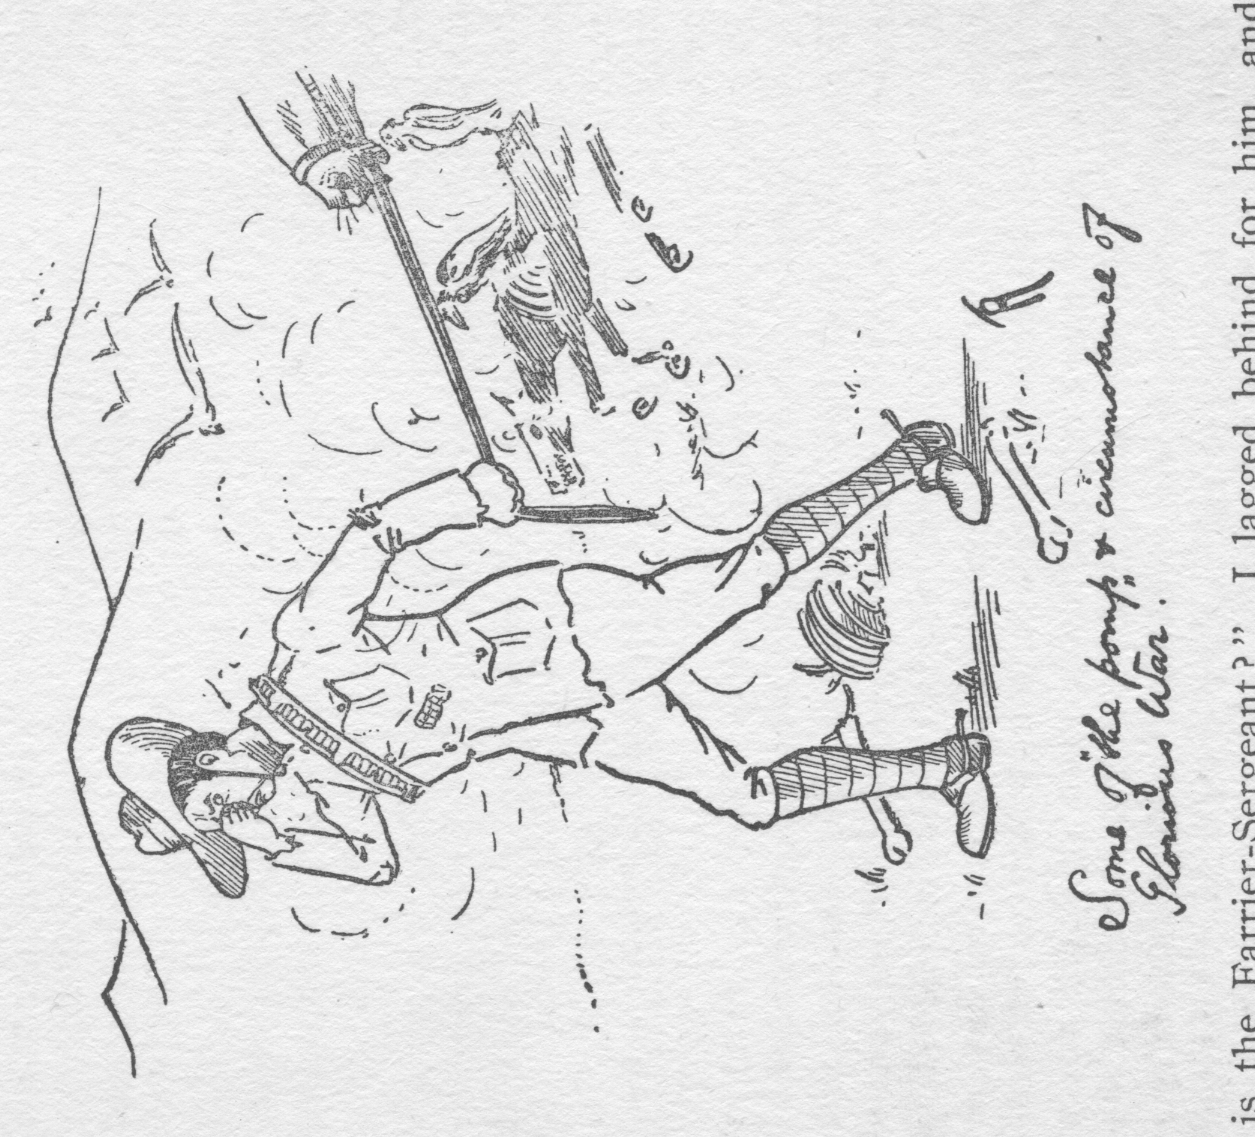 Some of "the pomp" & circumstance of
Glorious War.
is the Farrier-Sergeant?" I lagged behind for him and